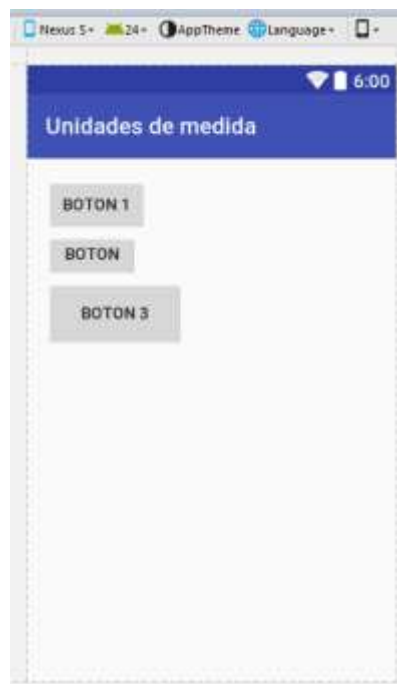 Nexus 5 24 AppTheme Language
6:00
Unidades de medida
BOTON 1
BOTON
BOTON 3